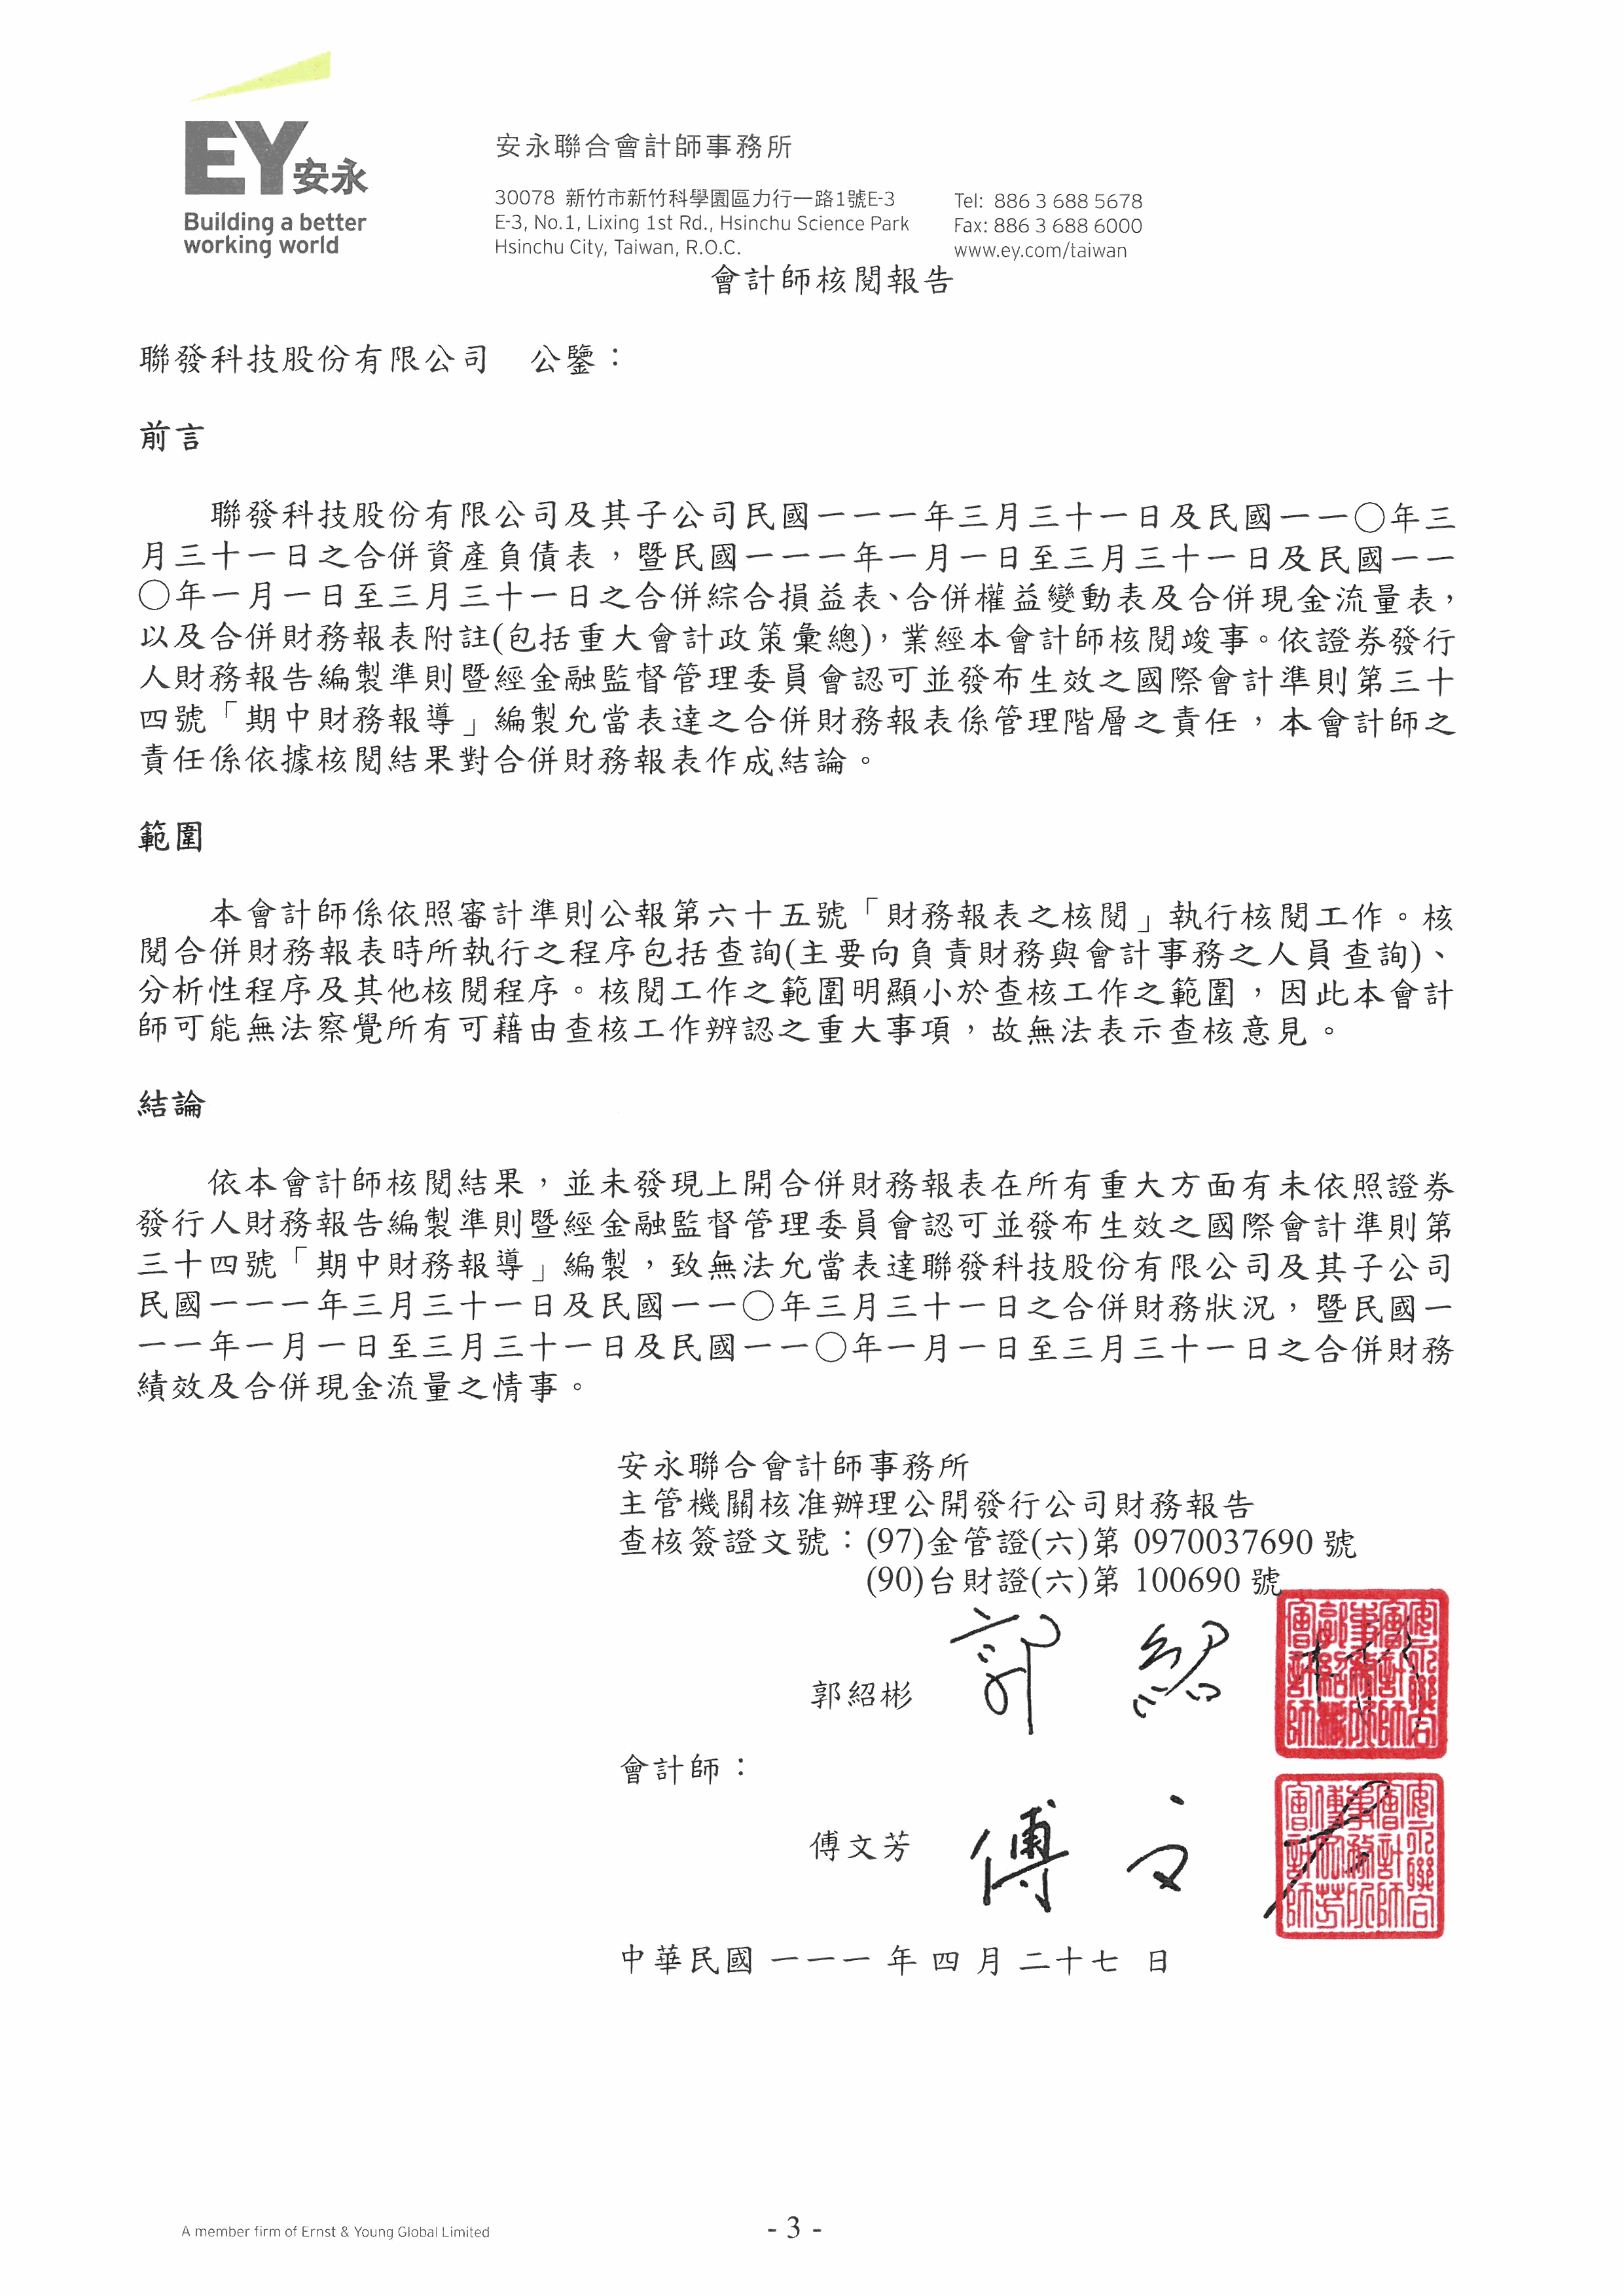 EY安永
Building a better
working world
安永聯合會計師事務所
30078 新竹市新竹科學園區力行一路1號E-3
E-3, No.1, Lixing 1st Rd., Hsinchu Science Park
Hsinchu City, Taiwan, R.O.C.
Tel: 886 3 688 5678
Fax: 886 3 688 6000
www.ey.com/taiwan
會計師核閱報告
聯發科技股份有限公司 公鑒：
前言
聯發科技股份有限公司及其子公司民國一一一年三月三十一日及民國一一〇年三
月三十一日之合併資產負債表，暨民國一一一年一月一日至三月三十一日及民國一一
〇年一月一日至三月三十一日之合併綜合損益表、合併權益變動表及合併現金流量表，
以及合併財務報表附註(包括重大會計政策彙總)，業經本會計師核閱竣事。依證券發行
人財務報告編製準則暨經金融監督管理委員會認可並發布生效之國際會計準則第三十
四號「期中財務報導」編製允當表達之合併財務報表係管理階層之責任，本會計師之
責任係依據核閱結果對合併財務報表作成結論。
範圍
本會計師係依照審計準則公報第六十五號「財務報表之核閱」執行核閱工作。核
閱合併財務報表時所執行之程序包括查詢(主要向負責財務與會計事務之人員查詢)、
分析性程序及其他核閱程序。核閱工作之範圍明顯小於查核工作之範圍，因此本會計
師可能無法察覺所有可藉由查核工作辨認之重大事項，故無法表示查核意見。
結論
依本會計師核閱結果，並未發現上開合併財務報表在所有重大方面有未依照證券
發行人財務報告編製準則暨經金融監督管理委員會認可並發布生效之國際會計準則第
三十四號「期中財務報導」編製，致無法允當表達聯發科技股份有限公司及其子公司
民國一一一年三月三十一日及民國一一〇年三月三十一日之合併財務狀況，暨民國一
一一年一月一日至三月三十一日及民國一一〇年一月一日至三月三十一日之合併財務
績效及合併現金流量之情事。
安永聯合會計師事務所
主管機關核准辦理公開發行公司財務報告
查核簽證文號：(97)金管證(六)第 0970037690 號
(90)台財證(六)第 100690 號
郭紹彬 郭 紹
安永聯合會計師事務所郭紹彬會計師
會計師：
傅文芳 傅 文
安永聯合會計師事務所傅文芳會計師
中華民國 一一一 年 四 月 二十七 日
A member firm of Ernst & Young Global Limited
- 3 -